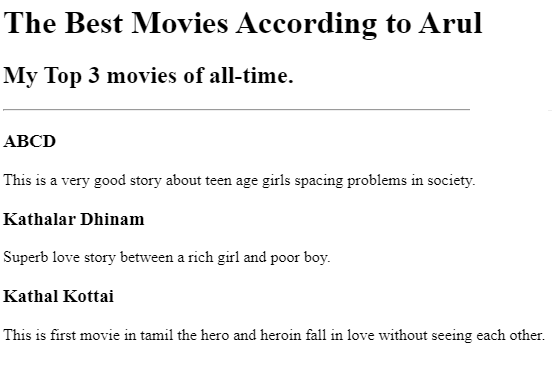 The Best Movies According to Arul
My Top 3 movies of all-time.
ABCD
This is a very good story about teen age girls spacing problems in society.
Kathalar Dhinam
Superb love story between a rich girl and poor boy.
Kathal Kottai
This is first movie in tamil the hero and heroin fall in love without seeing each other.